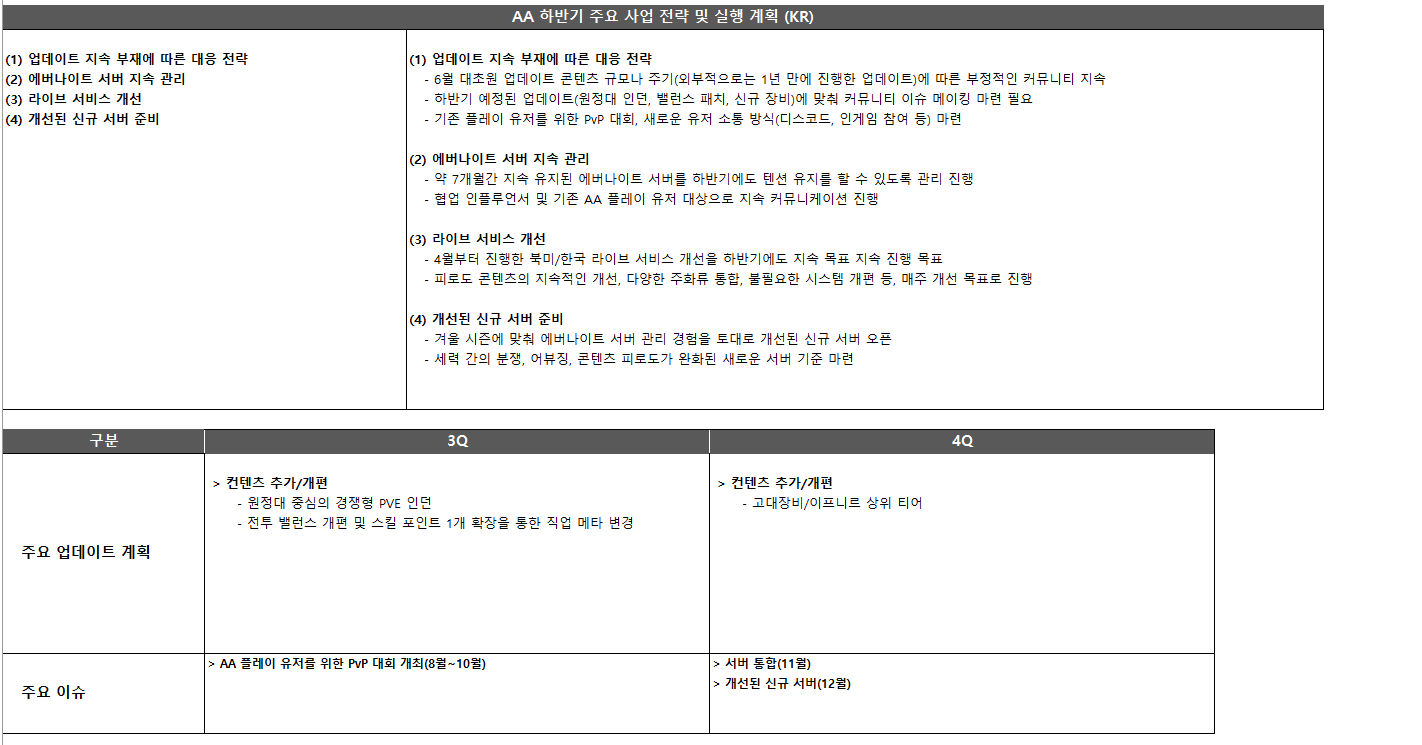 AA 하반기 주요 사업 전략 및 실행 계획 (KR)
(1) 업데이트 지속 부재에 따른 대응 전략
(2) 에버나이트 서버 지속 관리
(3) 라이브 서비스 개선
(4) 개선된 신규 서버 준비
(1) 업데이트 지속 부재에 따른 대응 전략
- 6월 대초원 업데이트 콘텐츠 규모나 주기(외부적으로는 1년 만에 진행한 업데이트)에 따른 부정적인 커뮤니티 지속
- 하반기 예정된 업데이트(원정대 인던, 밸런스 패치, 신규 장비)에 맞춰 커뮤니티 이슈 메이킹 마련 필요
- 기존 플레이 유저를 위한 PvP 대회, 새로운 유저 소통 방식(디스코드, 인게임 참여 등) 마련
(2) 에버나이트 서버 지속 관리
- 약 7개월간 지속 유지된 에버나이트 서버를 하반기에도 텐션 유지를 할 수 있도록 관리 진행
- 협업 인플루언서 및 기존 AA 플레이 유저 대상으로 지속 커뮤니케이션 진행
(3) 라이브 서비스 개선
- 4월부터 진행한 북미/한국 라이브 서비스 개선을 하반기에도 지속 목표 지속 진행 목표
- 피로도 콘텐츠의 지속적인 개선, 다양한 주화류 통합, 불필요한 시스템 개편 등, 매주 개선 목표로 진행
(4) 개선된 신규 서버 준비
- 겨울 시즌에 맞춰 에버나이트 서버 관리 경험을 토대로 개선된 신규 서버 오픈
- 세력 간의 분쟁, 어뷰징, 콘텐츠 피로도가 완화된 새로운 서버 기준 마련
구분
3Q
4Q
주요 업데이트 계획
> 컨텐츠 추가/개편
- 원정대 중심의 경쟁형 PVE 인던
- 전투 밸런스 개편 및 스킬 포인트 1개 확장을 통한 직업 메타 변경
> 컨텐츠 추가/개편
- 고대장비/이프니르 상위 티어
주요 이슈
> AA 플레이 유저를 위한 PvP 대회 개최(8월~10월)
> 서버 통합(11월)
> 개선된 신규 서버(12월)